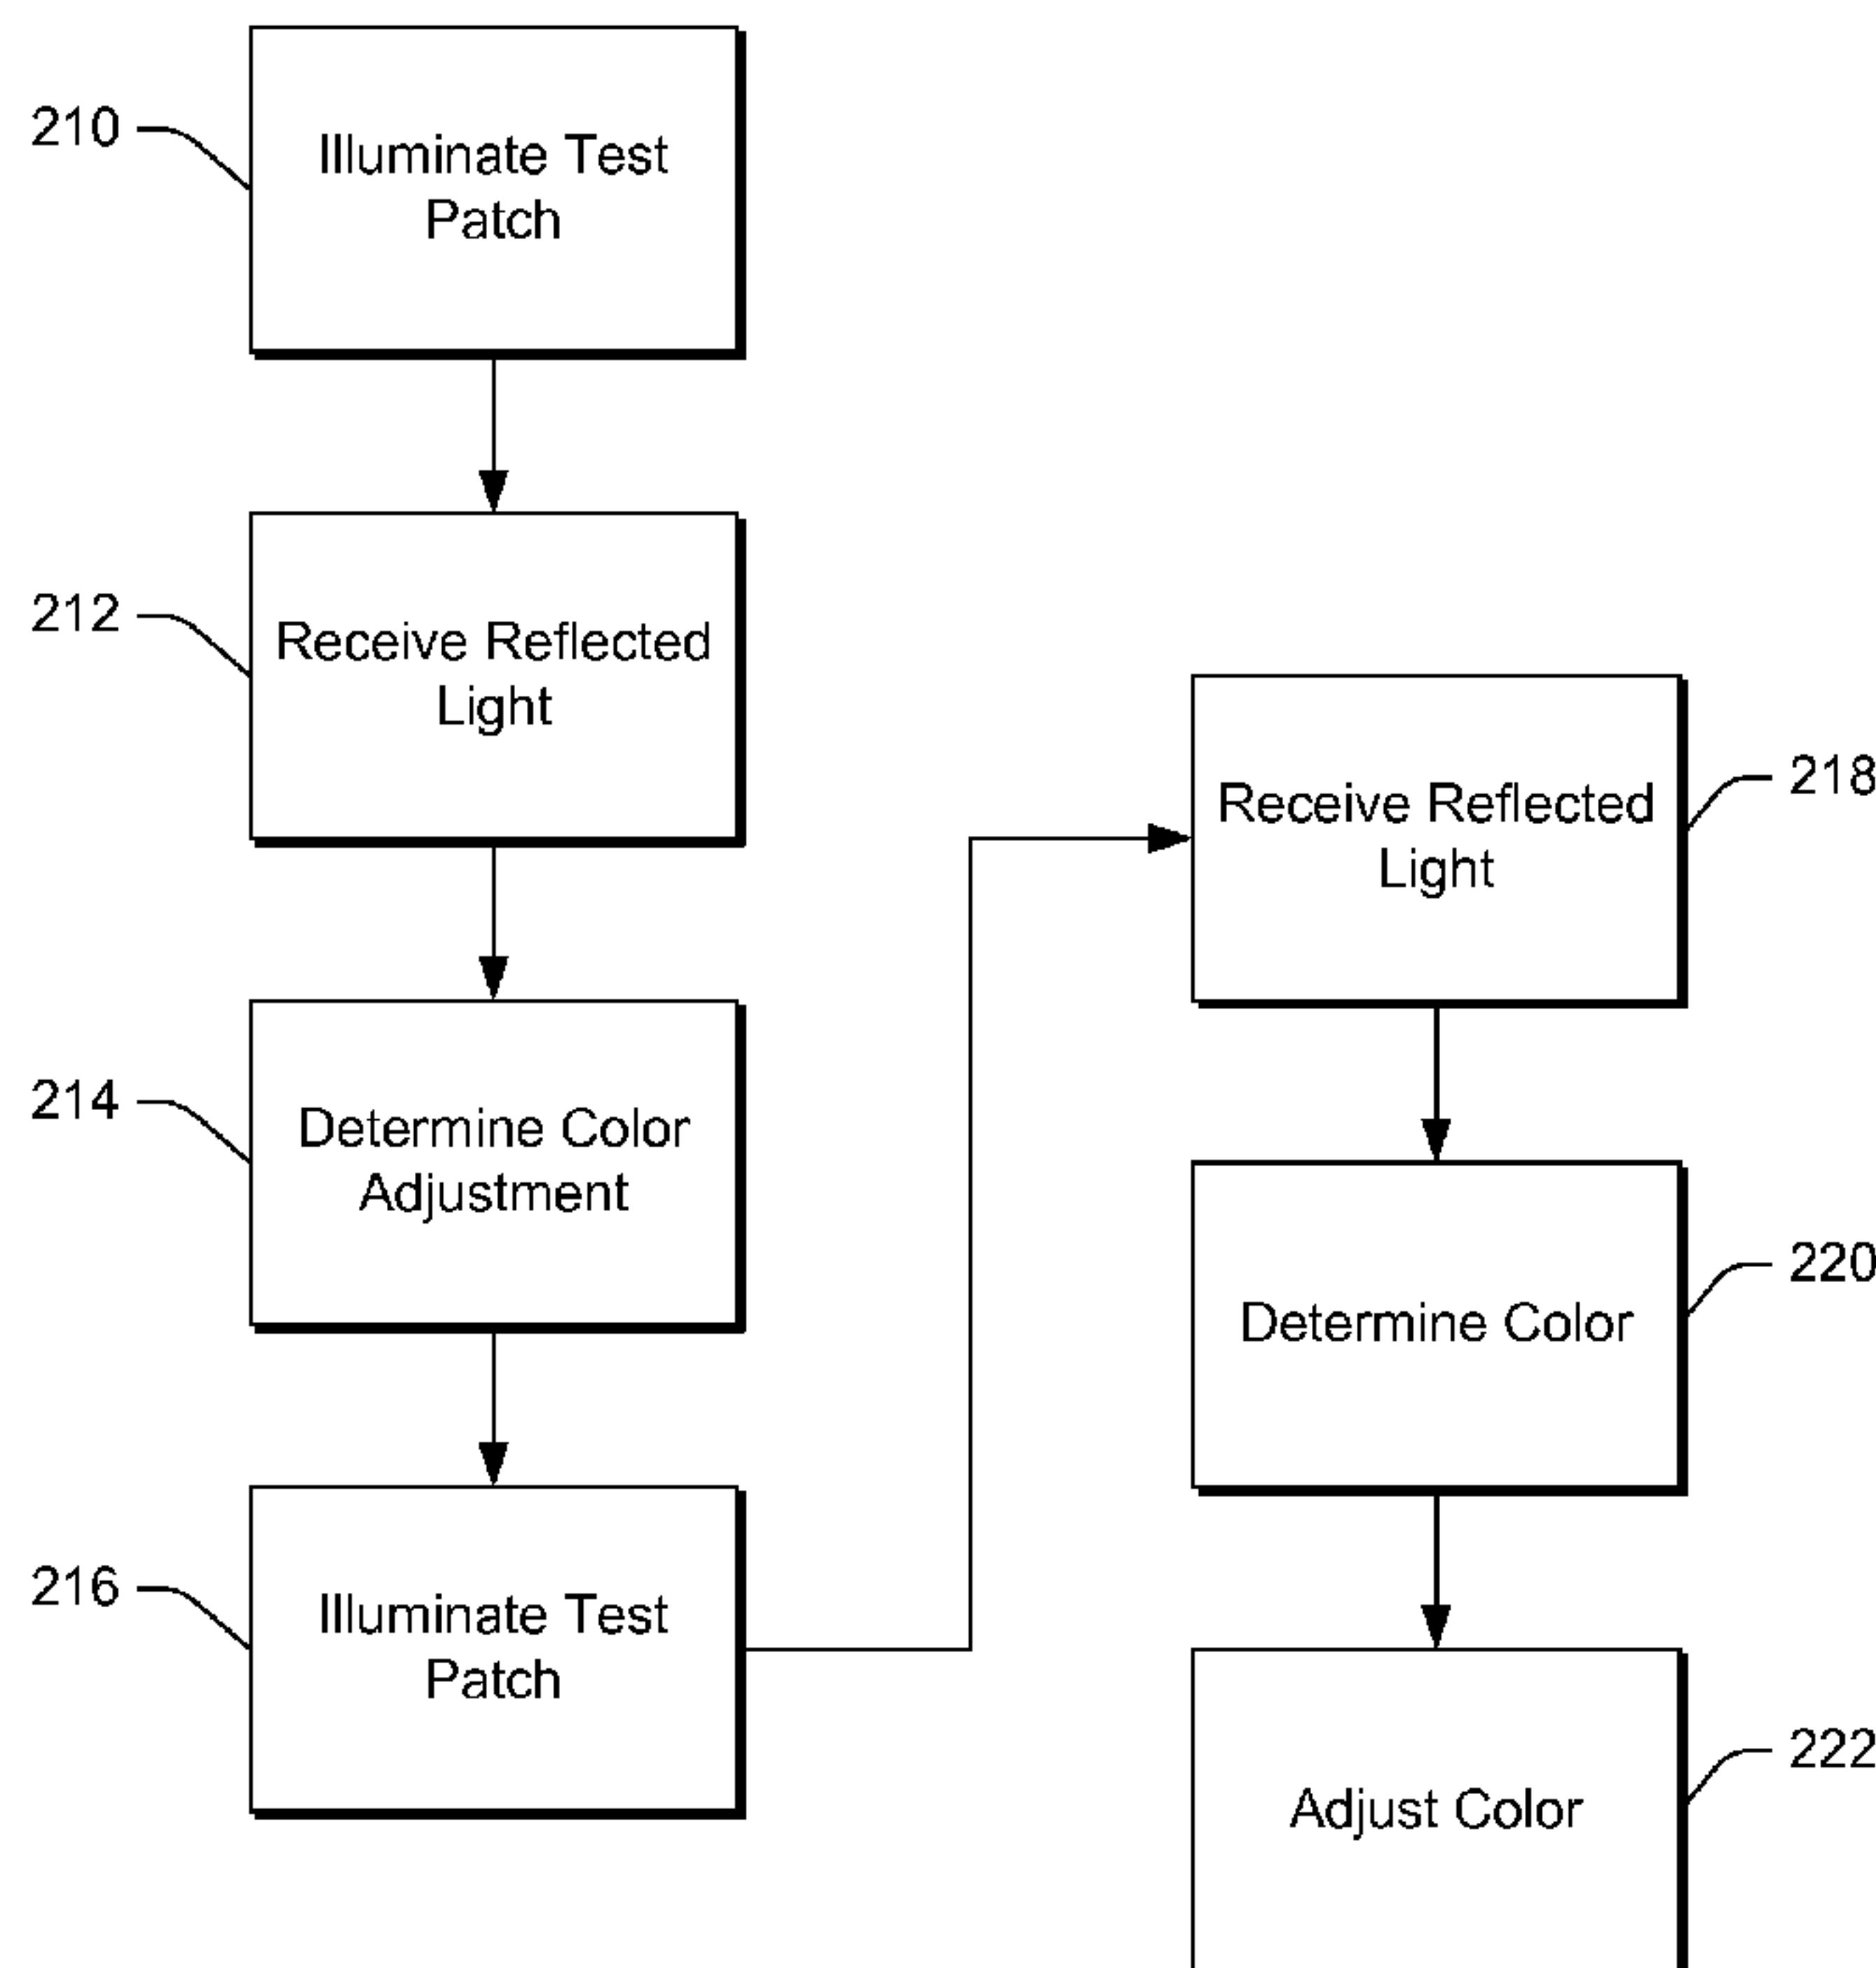 210
Illuminate Test
Patch
212
Receive Reflected
Light
214
Determine Color
Adjustment
216
Illuminate Test
Patch
Receive Reflected
Light
218
Determine Color
220
Adjust Color
222